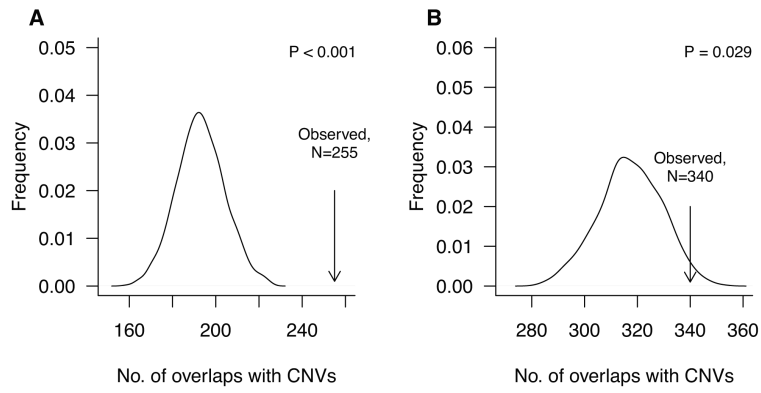 A
P < 0.001
Observed,
N=255
Frequency
0.05
0.04
0.03
0.02
0.01
0.00
160
200
240
No. of overlaps with CNVs
B
P = 0.029
Observed,
N=340
Frequency
0.06
0.05
0.04
0.03
0.02
0.01
0.00
280
300
320
340
360
No. of overlaps with CNVs